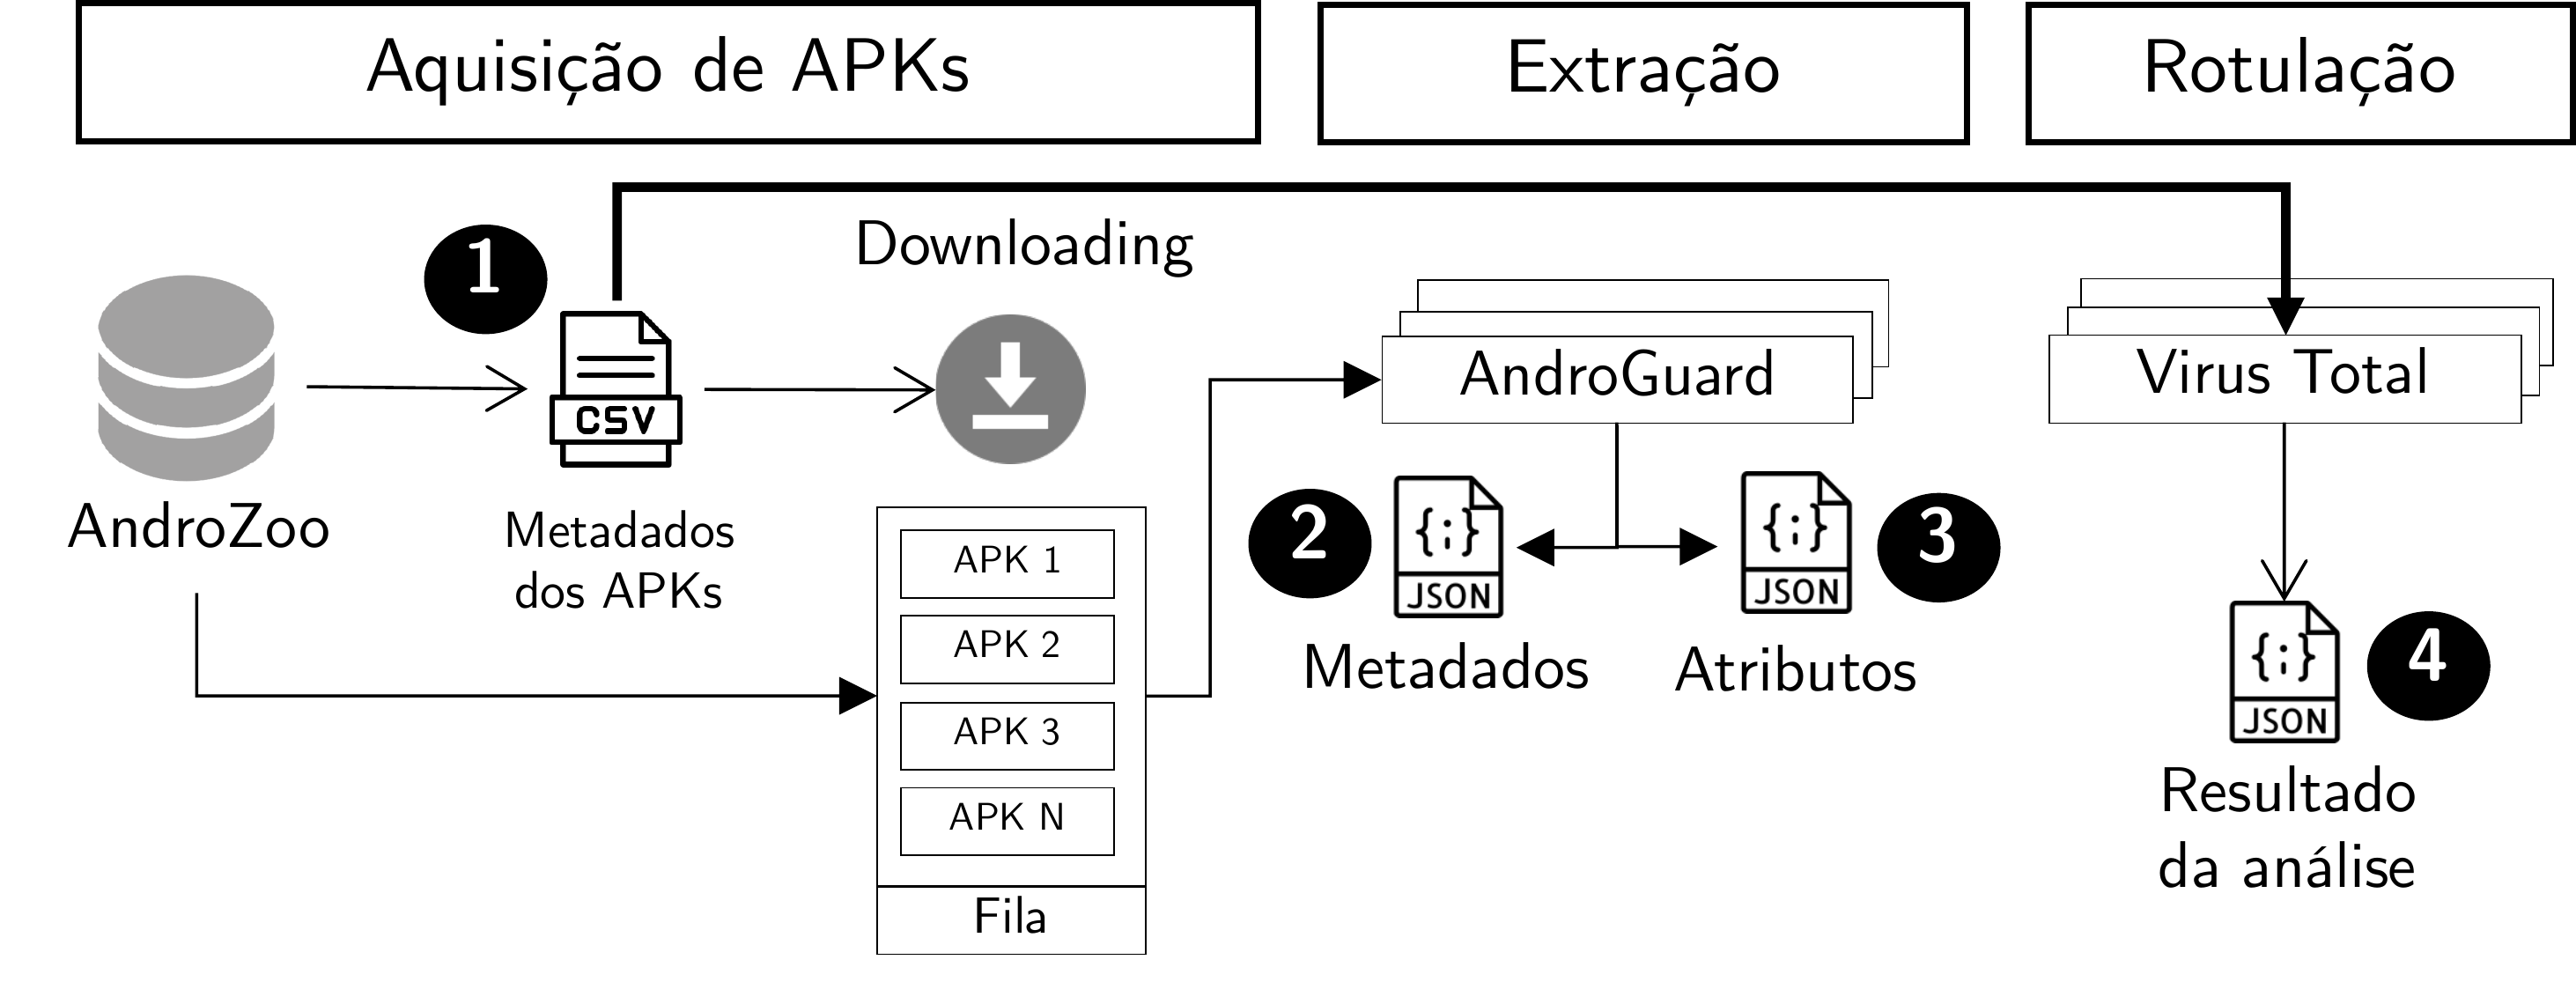 Aquisição de APKs
Extração
Rotulação
1
Downloading
CSV
AndroZoo
Metadados
dos APKs
APK 1
APK 2
APK 3
APK N
Fila
AndroGuard
2
JSON
Metadados
JSON
3
Atributos
Virus Total
JSON
4
Resultado
da análise